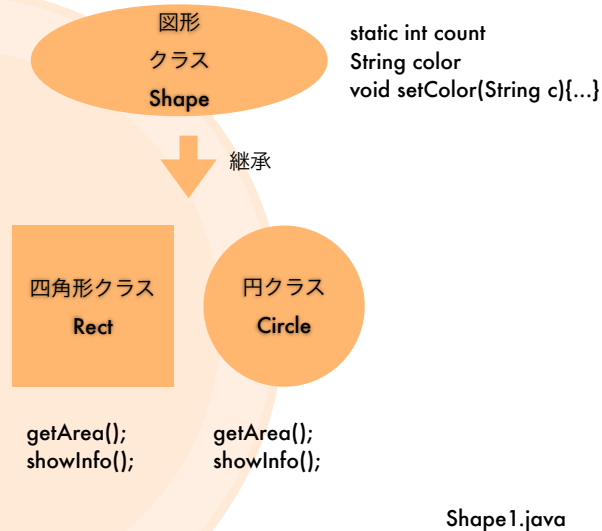 図形
クラス
Shape
static int count
String color
void setColor(String c){...}
継承
四角形クラス
Rect
円クラス
Circle
getArea();
showInfo();
getArea();
showInfo();
Shape1.java